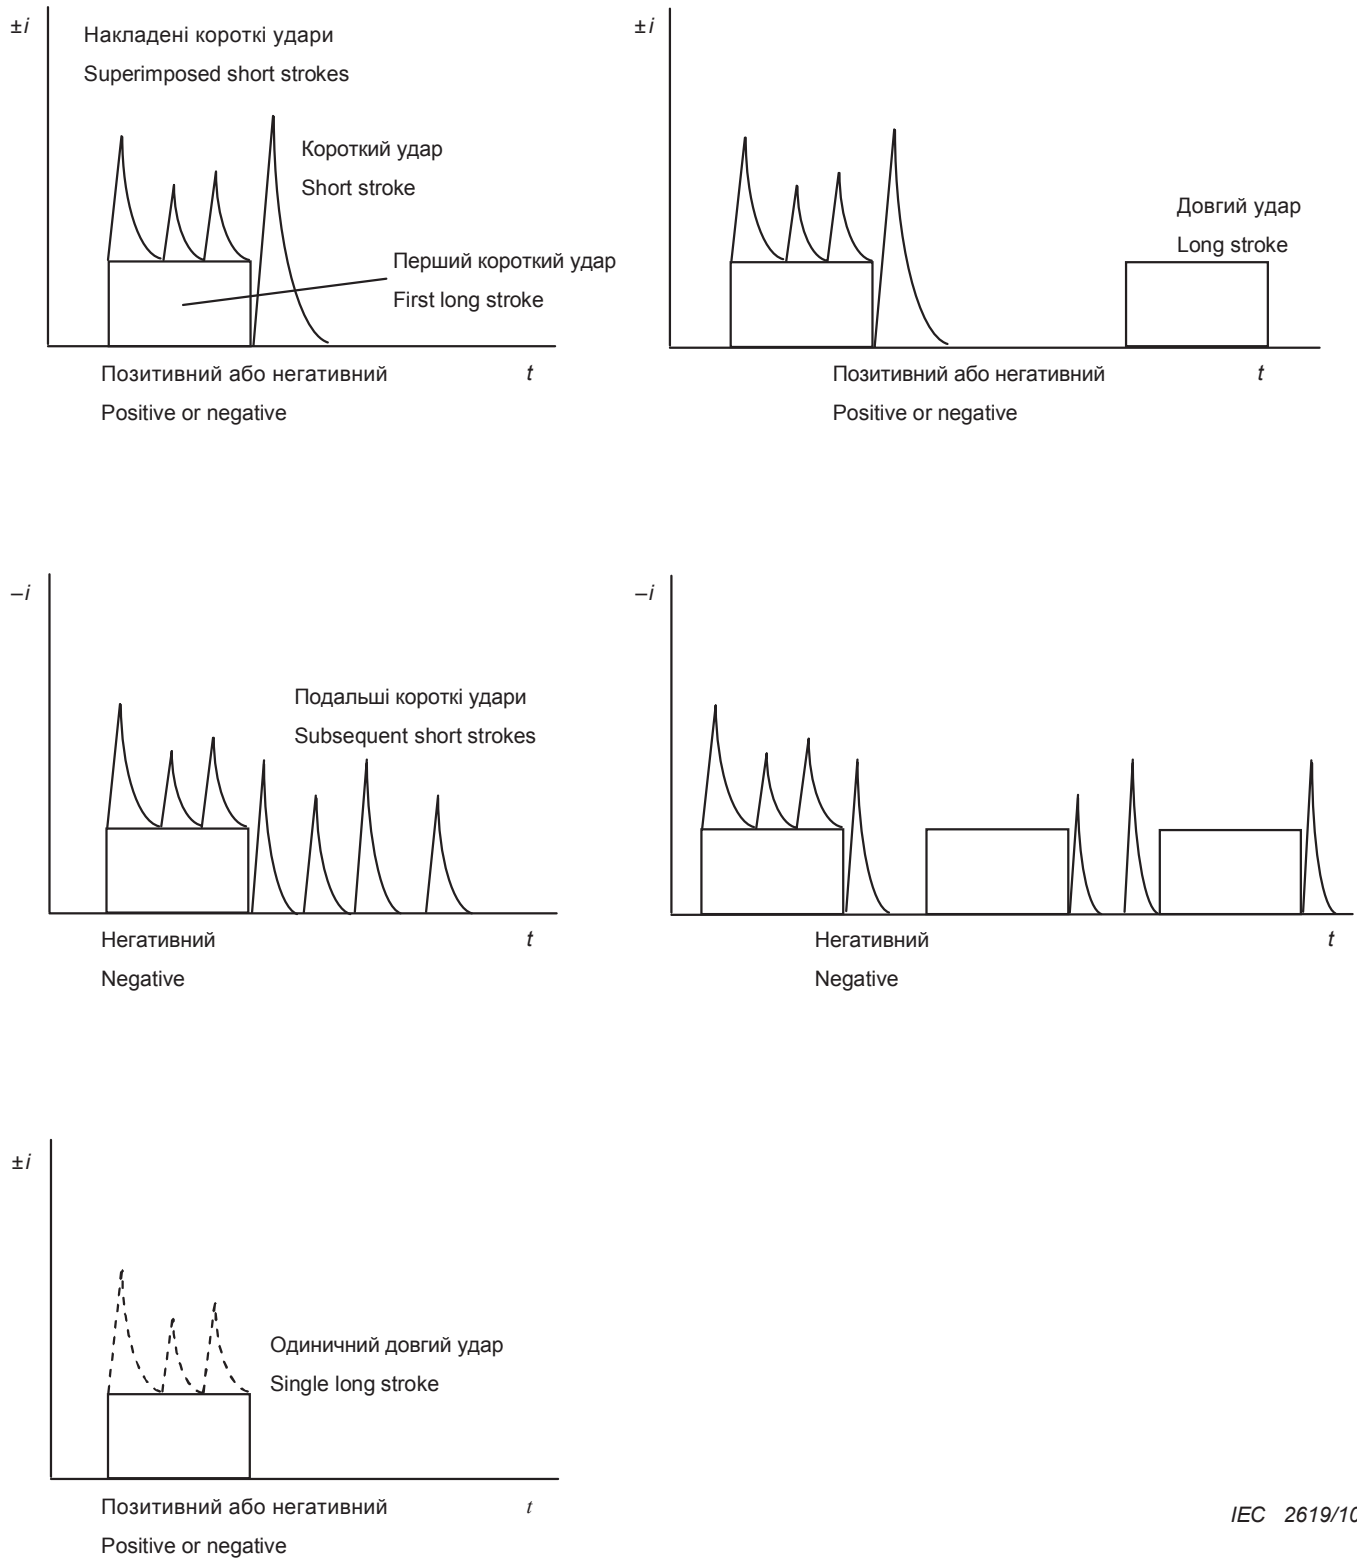 ±i
Накладені короткі удари
Superimposed short strokes
Короткий удар
Short stroke
Перший короткий удар
First long stroke
Позитивний або негативний
t
Positive or negative
±i
Довгий удар
Long stroke
Позитивний або негативний
t
Positive or negative
–i
Подальші короткі удари
Subsequent short strokes
Негативний
t
Negative
–i
Негативний
t
Negative
±i
Одиничний довгий удар
Single long stroke
Позитивний або негативний
t
Positive or negative
IEC 2619/10